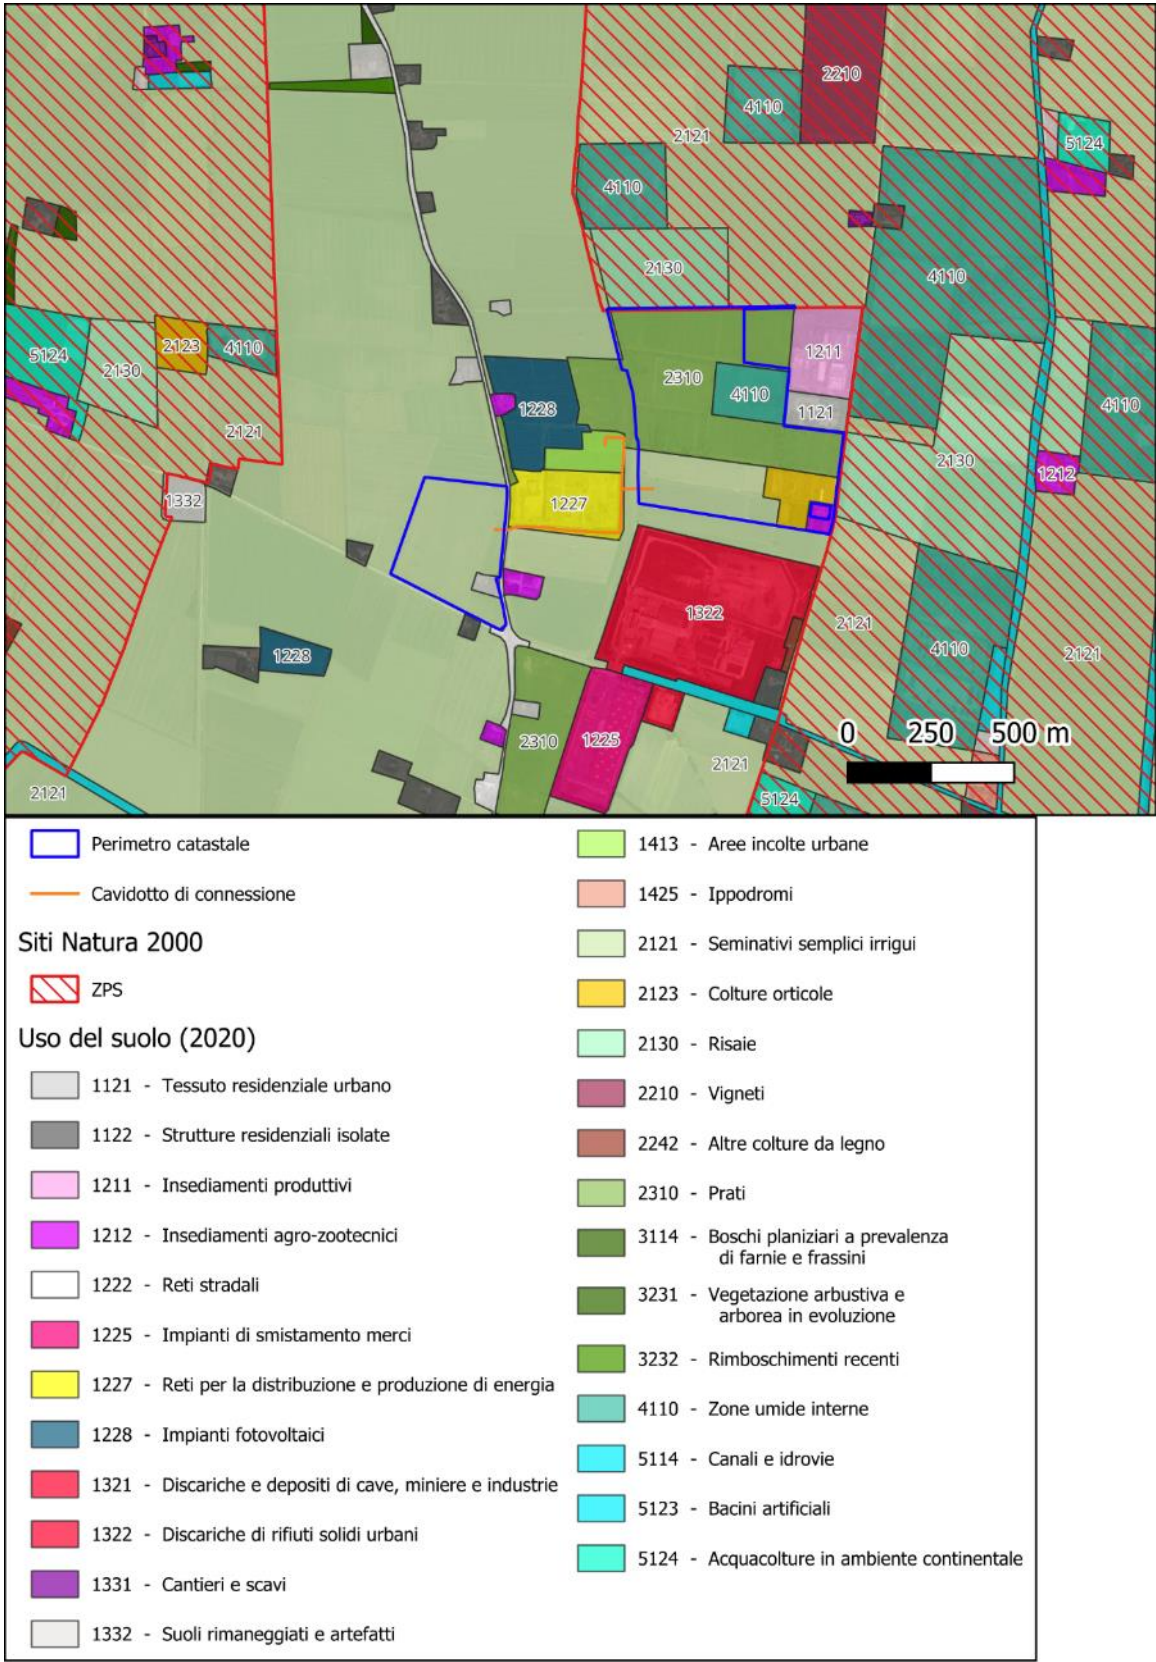 2210
4110
2121
5124
4110
2130
4110
5124
2130
2123
4110
1211
2310
4110
4110
1228
1121
2121
2130
1212
1332
1227
1322
2121
4110
2121
1228
2310
1225
0 250 500 m
2121
2121
5124
Perimetro catastale
Cavidotto di connessione
Siti Natura 2000
ZPS
Uso del suolo (2020)
1121 - Tessuto residenziale urbano
1122 - Strutture residenziali isolate
1211 - Insediamenti produttivi
1212 - Insediamenti agro-zootecnici
1222 - Reti stradali
1225 - Impianti di smistamento merci
1227 - Reti per la distribuzione e produzione di energia
1228 - Impianti fotovoltaici
1321 - Discariche e depositi di cave, miniere e industrie
1322 - Discariche di rifiuti solidi urbani
1331 - Cantieri e scavi
1332 - Suoli rimaneggiati e artefatti
1413 - Aree incolte urbane
1425 - Ippodromi
2121 - Seminativi semplici irrigui
2123 - Colture orticole
2130 - Risaie
2210 - Vigneti
2242 - Altre colture da legno
2310 - Prati
3114 - Boschi planiziari a prevalenza
di farnie e frassini
3231 - Vegetazione arbustiva e
arborea in evoluzione
3232 - Rimboschimenti recenti
4110 - Zone umide interne
5114 - Canali e idrovie
5123 - Bacini artificiali
5124 - Acquacolture in ambiente continentale